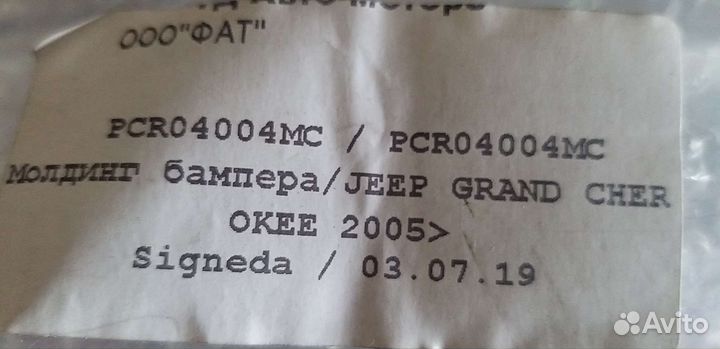 ООО"ФАТ"
PCR04004MC / PCR04004MC
Молдинг бампера/JEEP GRAND CHER
OKEE 2005>
Signeda / 03.07.19
Avito